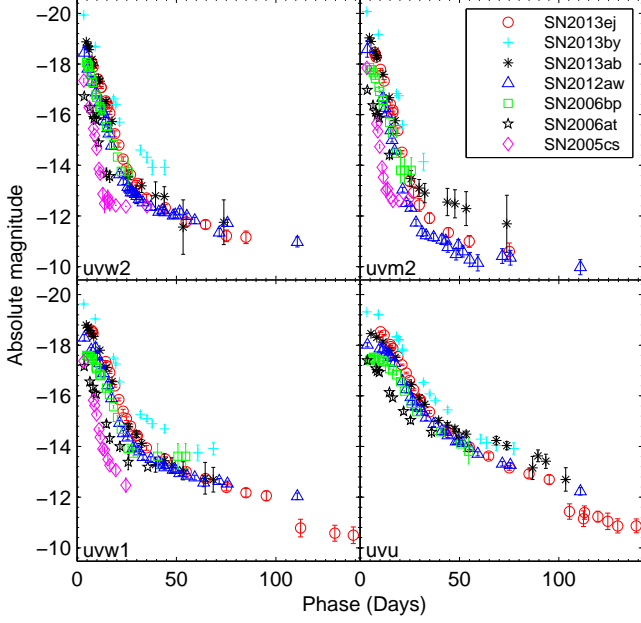 SN2013ej
SN2013by
SN2013ab
SN2012aw
SN2006bp
SN2006at
SN2005cs
−20
−18
−16
−14
−12
−10
uvw2
uvm2
−20
−18
−16
−14
−12
−10
uvw1
uvu
Absolute magnitude
0
50
100
0
50
100
Phase (Days)